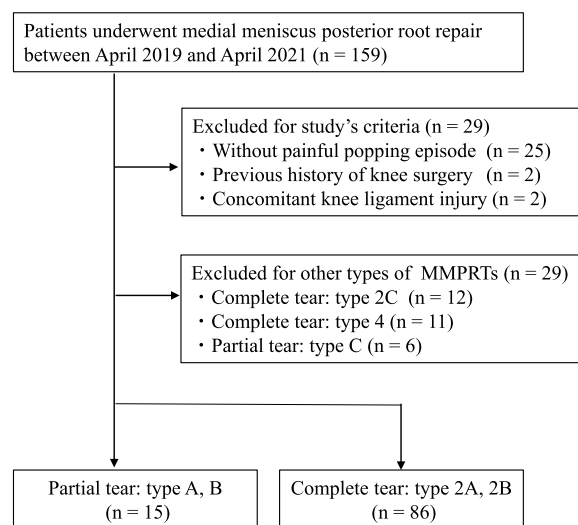 Patients underwent medial meniscus posterior root repair
between April 2019 and April 2021 (n = 159)
Excluded for study's criteria (n = 29)
・Without painful popping episode (n = 25)
・Previous history of knee surgery (n = 2)
・Concomitant knee ligament injury (n = 2)
Excluded for other types of MMPRTs (n = 29)
・Complete tear: type 2C (n = 12)
・Complete tear: type 4 (n = 11)
・Partial tear: type C (n = 6)
Partial tear: type A, B
(n = 15)
Complete tear: type 2A, 2B
(n = 86)